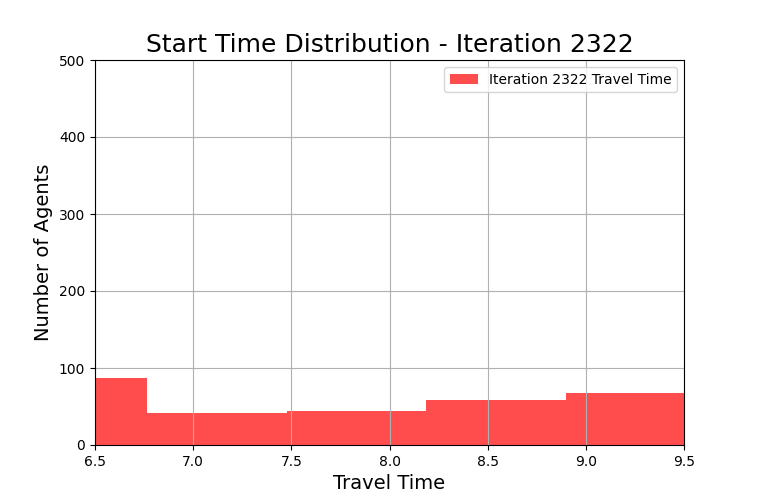 Start Time Distribution - Iteration 2322
Iteration 2322 Travel Time
Number of Agents
500
400
300
200
100
0
6.5 7.0 7.5 8.0 8.5 9.0 9.5
Travel Time